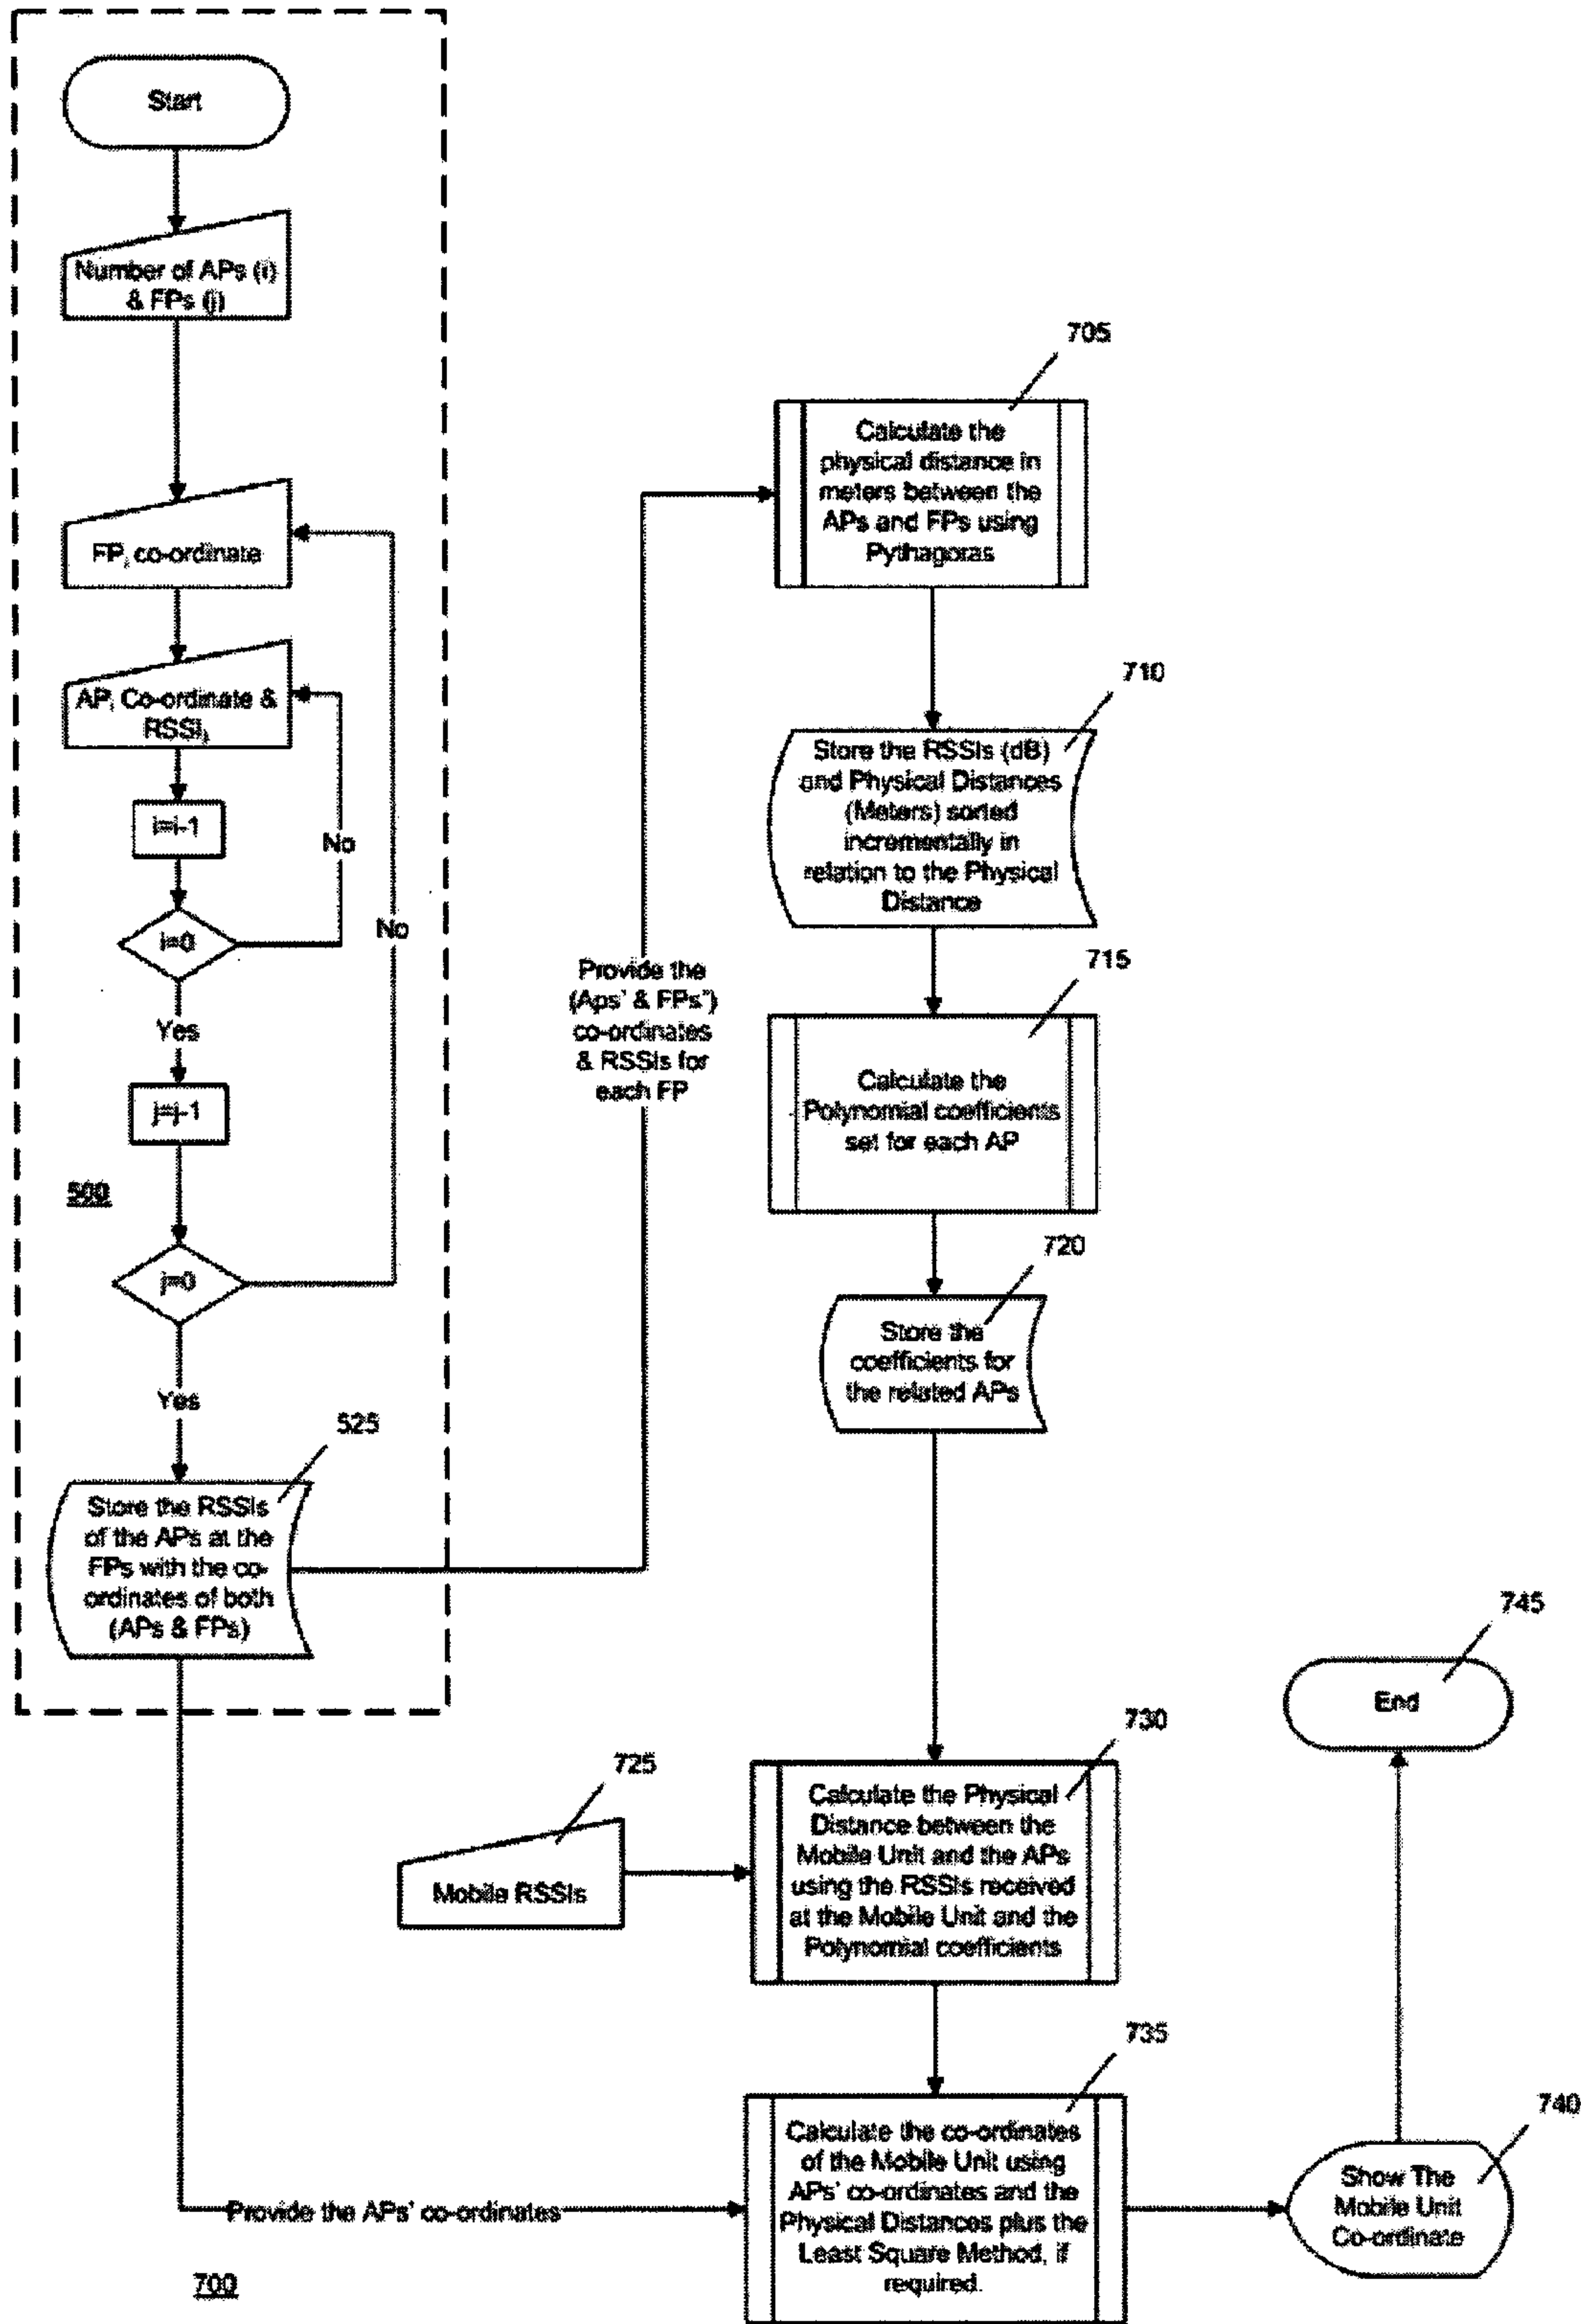 Start
Number of APs (i)
& FPs (j)
FPj co-ordinate
APi Co-ordinate &
RSSIj
i=i-1
No
i=0
No
Yes
j=j-1
500
j=0
Yes
525
Store the RSSIs
of the APs at the
FPs with the co-
ordinates of both
(APs & FPs)
Provide the
(Aps' & FPs")
co-ordinates
& RSSIs for
each FP
705
Calculate the
physical distance in
meters between the
APs and FPs using
Pythagoras
710
Store the RSSIs (dB)
and Physical Distances
(Meters) sorted
incrementally in
relation to the Physical
Distance
715
Calculate the
Polynomial coefficients
set for each AP
720
Store the
coefficients for
the related APs
725
Mobile RSSIs
730
Calculate the Physical
Distance between the
Mobile Unit and the APs
using the RSSIs received
at the Mobile Unit and the
Polynomial coefficients
735
Provide the APs' co-ordinates
Calculate the co-ordinates
of the Mobile Unit using
APs' co-ordinates and the
Physical Distances plus the
Least Square Method, if
required.
740
Show The
Mobile Unit
Co-ordinate
745
End
700